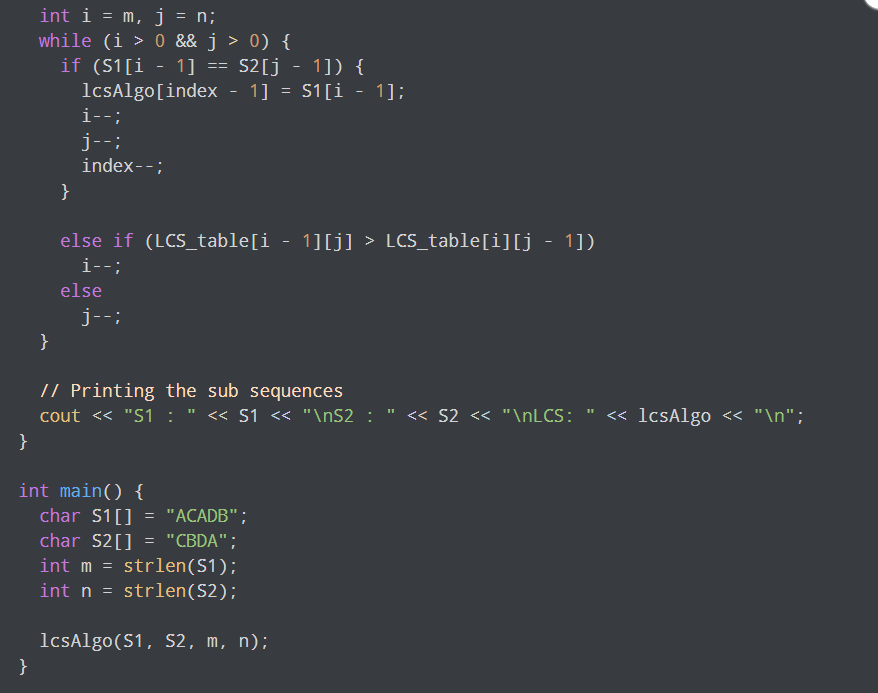 int i = m, j = n;
while (i > 0 && j > 0) {
if (S1[i - 1] == S2[j - 1]) {
lcsAlgo[index - 1] = S1[i - 1];
i--;
j--;
index--;
}
else if (LCS_table[i - 1][j] > LCS_table[i][j - 1])
i--;
else
j--;
}
// Printing the sub sequences
cout << "S1 : " << S1 << "\nS2 : " << S2 << "\nLCS: " << lcsAlgo << "\n";
}
int main() {
char S1[] = "ACADB";
char S2[] = "CBDA";
int m = strlen(S1);
int n = strlen(S2);
lcsAlgo(S1, S2, m, n);
}